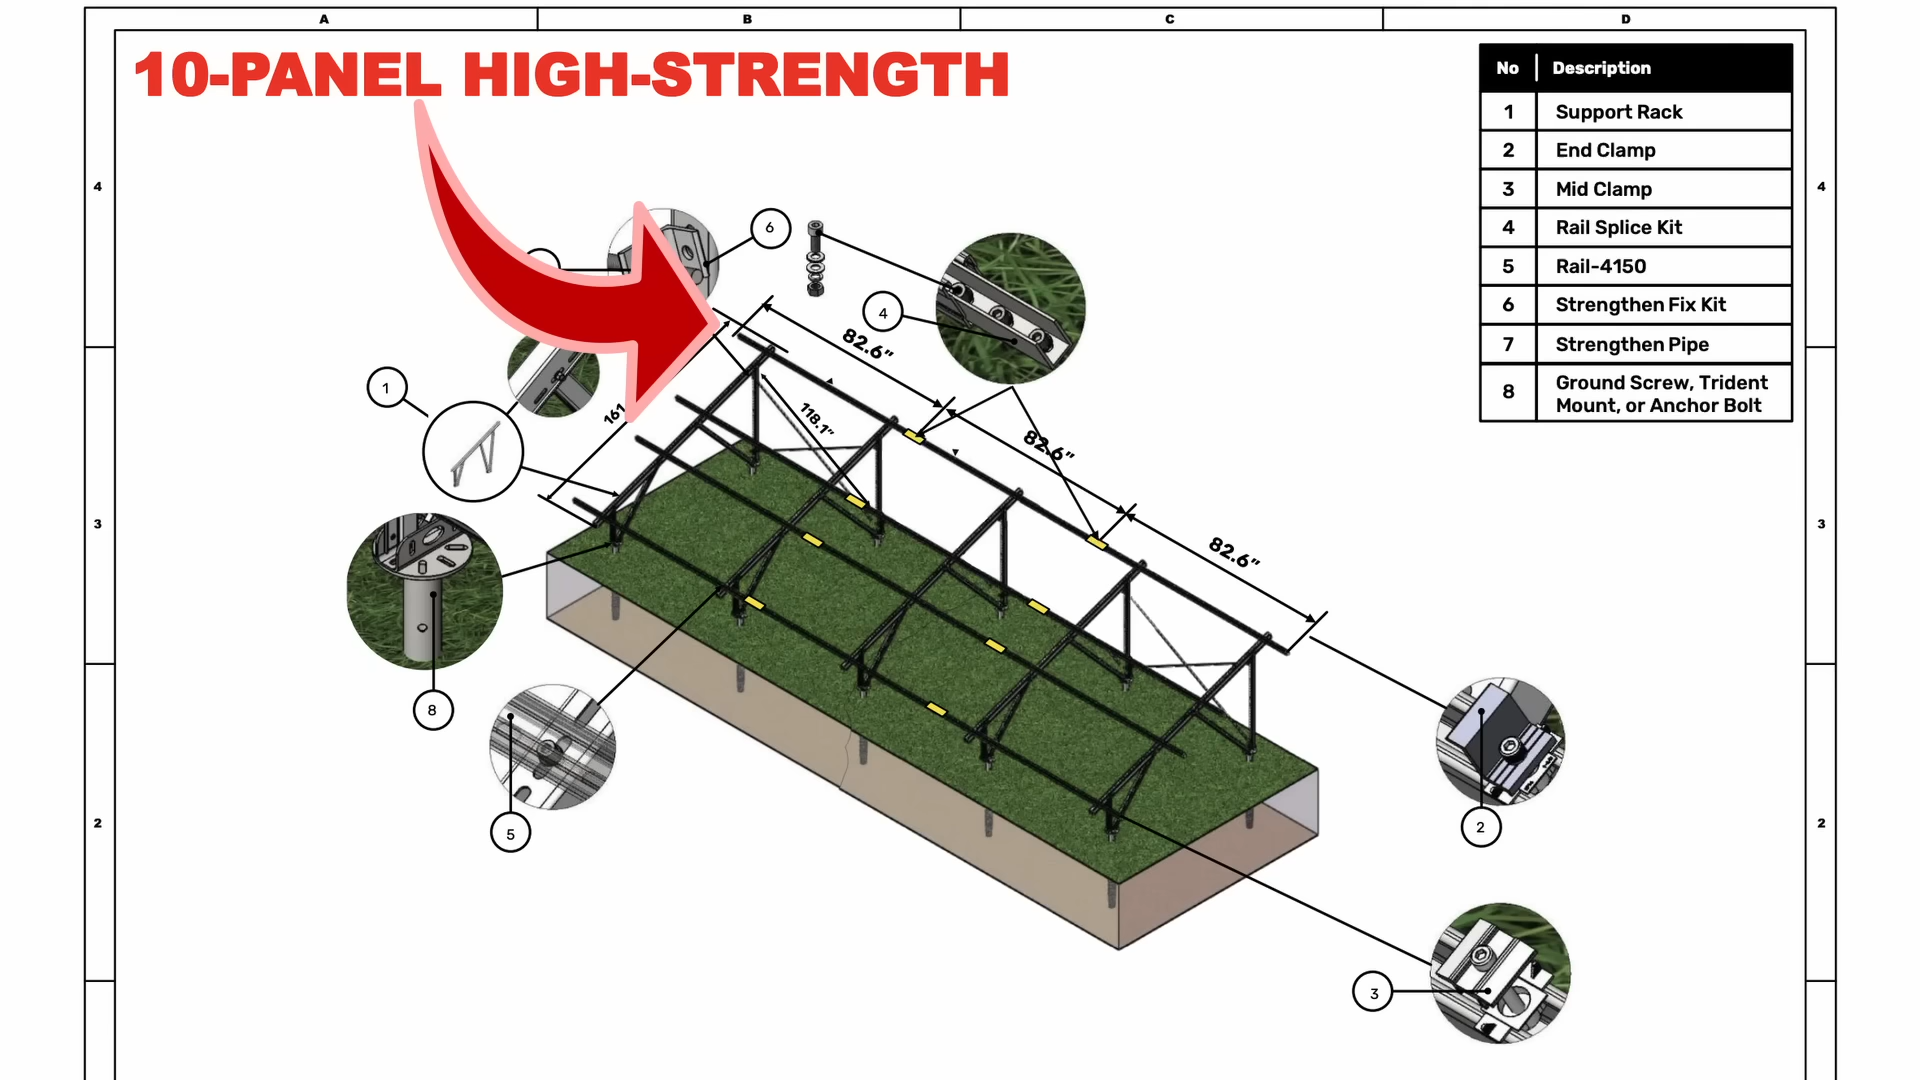 A B C D
10-PANEL HIGH-STRENGTH
No Description
1 Support Rack
2 End Clamp
3 Mid Clamp
4 Rail Splice Kit
5 Rail-4150
6 Strengthen Fix Kit
7 Strengthen Pipe
8 Ground Screw, Trident
Mount, or Anchor Bolt
4 4
6
4
82.6"
1
161
118.1"
82.6"
3 3
82.6"
8
5
2 2
2
3